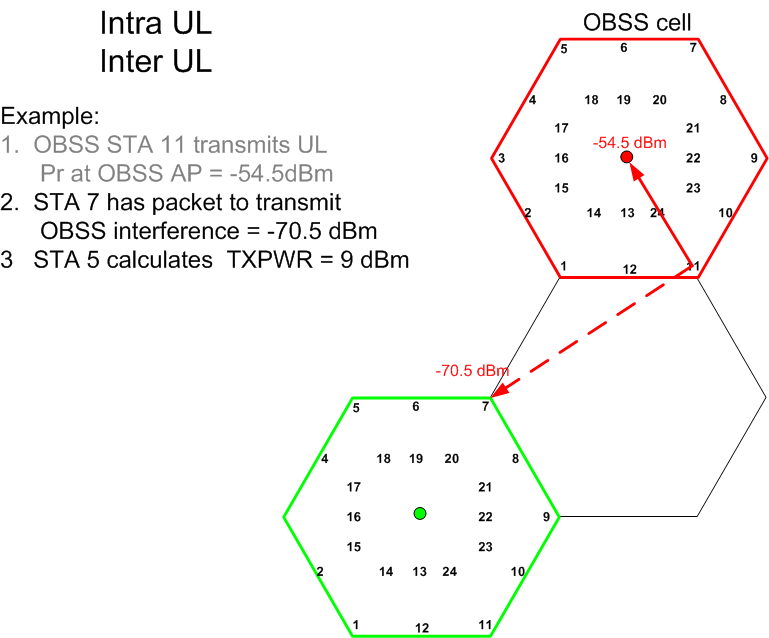 Intra UL
Inter UL
Example:
1. OBSS STA 11 transmits UL
Pr at OBSS AP = -54.5dBm
2. STA 7 has packet to transmit
OBSS interference = -70.5 dBm
3 STA 5 calculates TXPWR = 9 dBm
OBSS cell
5 6 7
4 18 19 20 8
17 21
-54.5 dBm
3 16 22 9
15 23
2 14 13 24 10
1 12 11
-70.5 dBm
5 6 7
4 18 19 20 8
17 21
16 22 9
15 23
2 14 13 24 10
1 12 11